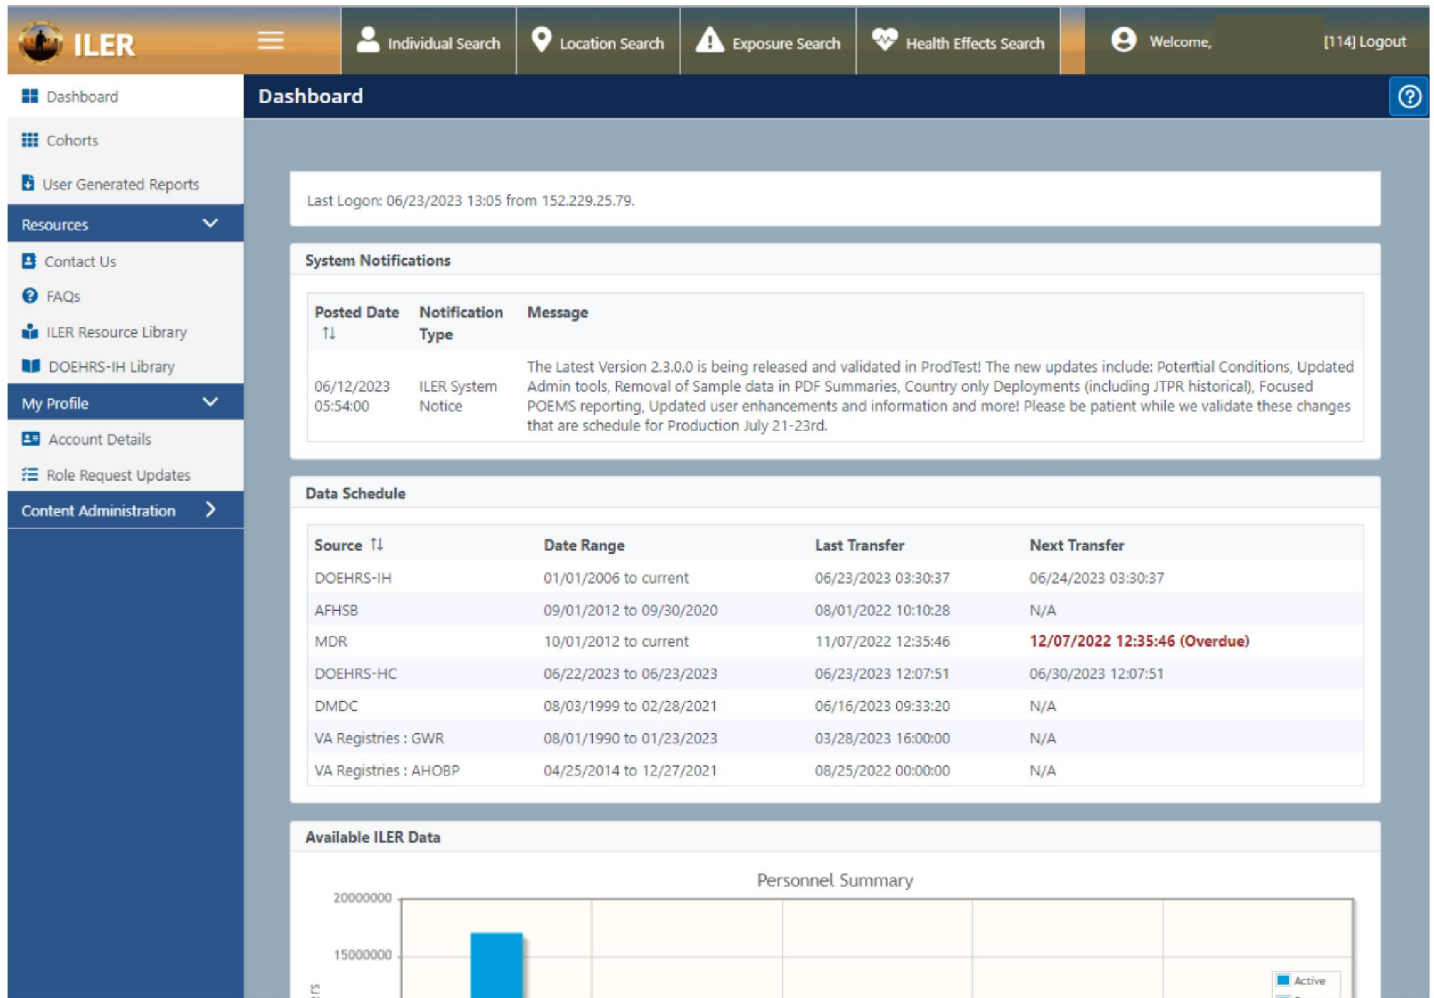 ILER
Individual Search
Location Search
Exposure Search
Health Effects Search
Welcome,
[114] Logout
Dashboard
Cohorts
User Generated Reports
Resources
Contact Us
FAQs
ILER Resource Library
DOEHRS-IH Library
My Profile
Account Details
Role Request Updates
Content Administration
Dashboard
Last Logon: 06/23/2023 13:05 from 152.229.25.79.
System Notifications
Posted Date Notification Type Message
06/12/2023 05:54:00 ILER System Notice
The Latest Version 2.3.0.0 is being released and validated in ProdTest! The new updates include: Potential Conditions, Updated
Admin tools, Removal of Sample data in PDF Summaries, Country only Deployments (including JTPR historical), Focused
POEMS reporting, Updated user enhancements and information and more! Please be patient while we validate these changes
that are schedule for Production July 21-23rd.
Data Schedule
Source Date Range Last Transfer Next Transfer
DOEHRS-IH 01/01/2006 to current 06/23/2023 03:30:37 06/24/2023 03:30:37
AFHSB 09/01/2012 to 09/30/2020 08/01/2022 10:10:28 N/A
MDR 10/01/2012 to current 11/07/2022 12:35:46 12/07/2022 12:35:46 (Overdue)
DOEHRS-HC 06/22/2023 to 06/23/2023 06/23/2023 12:07:51 06/30/2023 12:07:51
DMDC 08/03/1999 to 02/28/2021 06/16/2023 09:33:20 N/A
VA Registries : GWR 08/01/1990 to 01/23/2023 03/28/2023 16:00:00 N/A
VA Registries : AHOBP 04/25/2014 to 12/27/2021 08/25/2022 00:00:00 N/A
Available ILER Data
Personnel Summary
20000000
15000000
Active